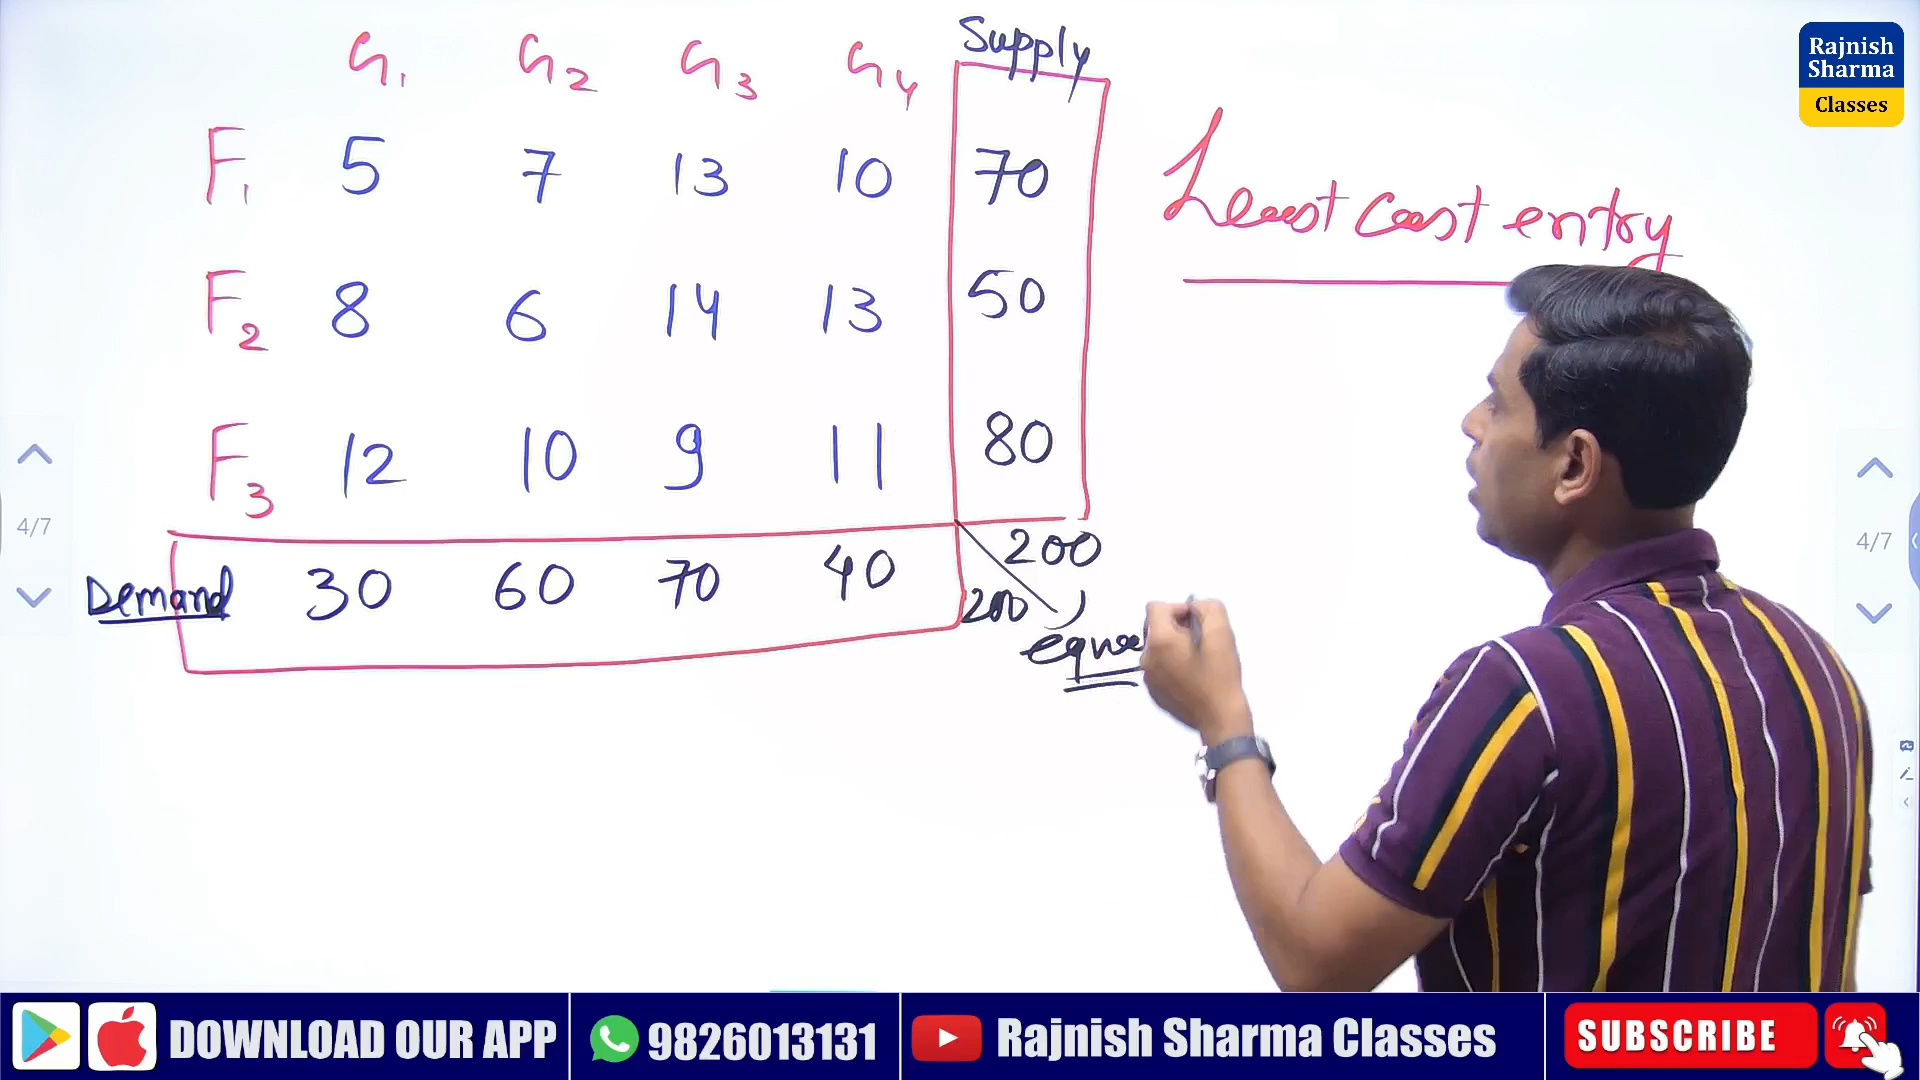 G1 G2 G3 G4 Supply
F1 5 7 13 10 70
F2 8 6 14 13 50
F3 12 10 9 11 80
Demand 30 60 70 40 200
200
Least cost entry
Rajnish
Sharma
Classes
4/7
4/7
DOWNLOAD OUR APP 9826013131 Rajnish Sharma Classes SUBSCRIBE